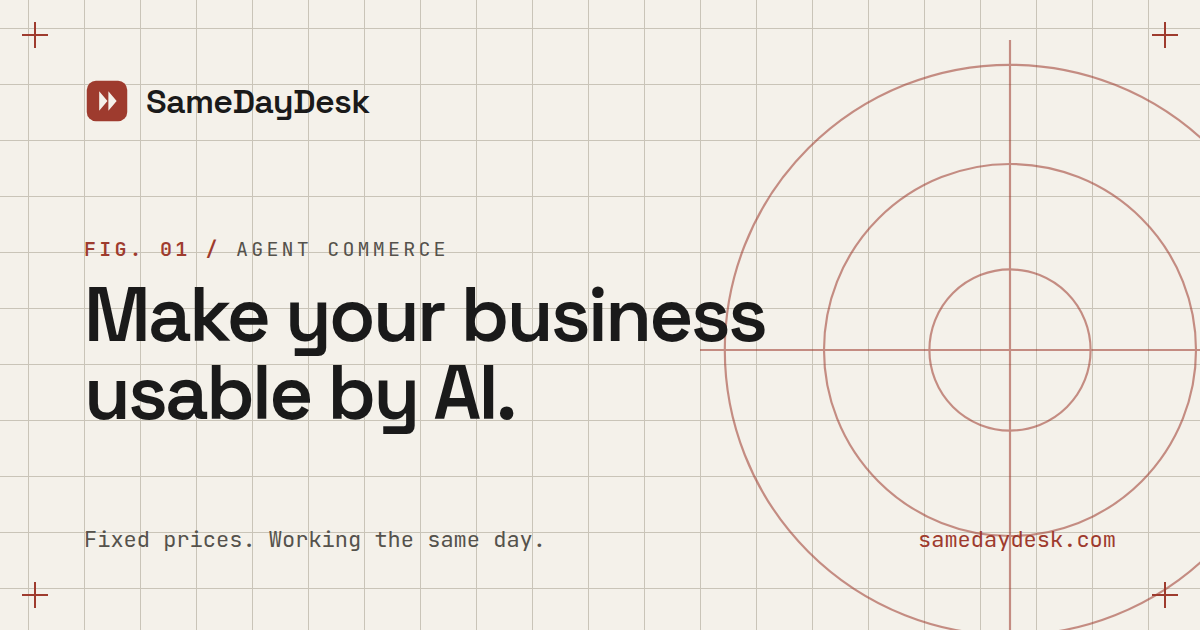 SameDayDesk
FIG. 01 / AGENT COMMERCE
Make your business
usable by AI.
Fixed prices. Working the same day.
samedaydesk.com